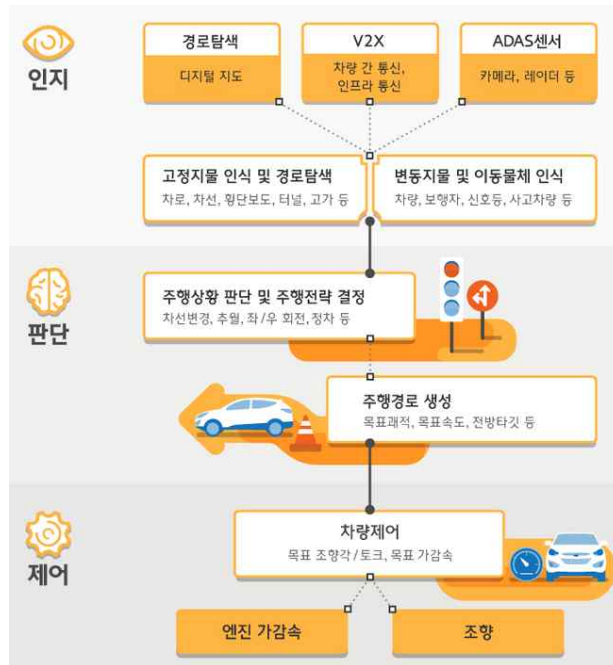 인지
경로탐색
디지털 지도
V2X
차량 간 통신,
인프라 통신
ADAS센서
카메라, 레이더 등
고정지물 인식 및 경로탐색
차로, 차선, 횡단보도, 터널, 고가 등
변동지물 및 이동물체 인식
차량, 보행자, 신호등, 사고차량 등
판단
주행상황 판단 및 주행전략 결정
차선변경, 추월, 좌/우 회전, 정차 등
주행경로 생성
목표괘적, 목표속도, 전방타깃 등
제어
차량제어
목표 조향각/토크, 목표 가감속
엔진 가감속
조향